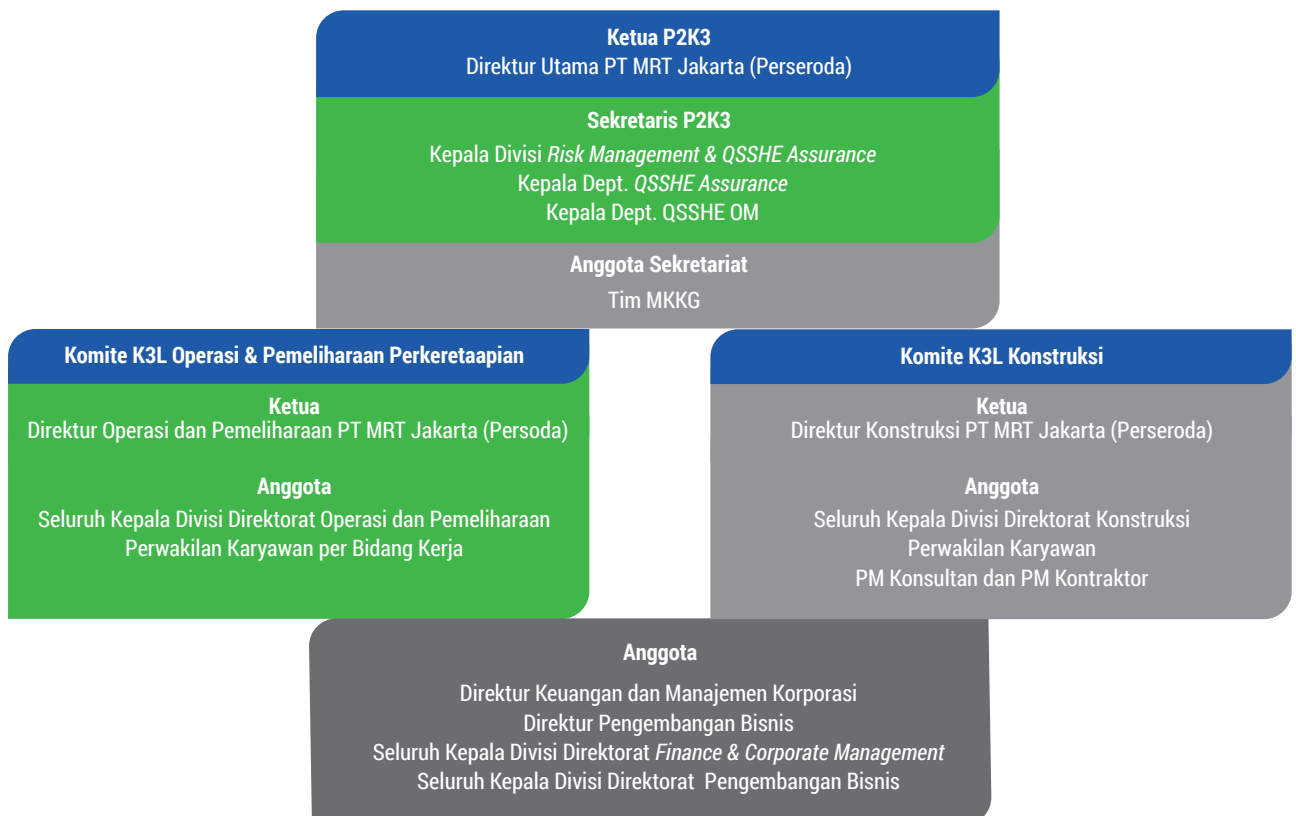 Ketua P2K3
Direktur Utama PT MRT Jakarta (Perseroda)
Sekretaris P2K3
Kepala Divisi Risk Management & QSSHE Assurance
Kepala Dept. QSSHE Assurance
Kepala Dept. QSSHE OM
Anggota Sekretariat
Tim MKKG
Komite K3L Operasi & Pemeliharaan Perkeretaapian
Ketua
Direktur Operasi dan Pemeliharaan PT MRT Jakarta (Persoda)
Anggota
Seluruh Kepala Divisi Direktorat Operasi dan Pemeliharaan
Perwakilan Karyawan per Bidang Kerja
Komite K3L Konstruksi
Ketua
Direktur Konstruksi PT MRT Jakarta (Perseroda)
Anggota
Seluruh Kepala Divisi Direktorat Konstruksi
Perwakilan Karyawan
PM Konsultan dan PM Kontraktor
Anggota
Direktur Keuangan dan Manajemen Korporasi
Direktur Pengembangan Bisnis
Seluruh Kepala Divisi Direktorat Finance & Corporate Management
Seluruh Kepala Divisi Direktorat Pengembangan Bisnis